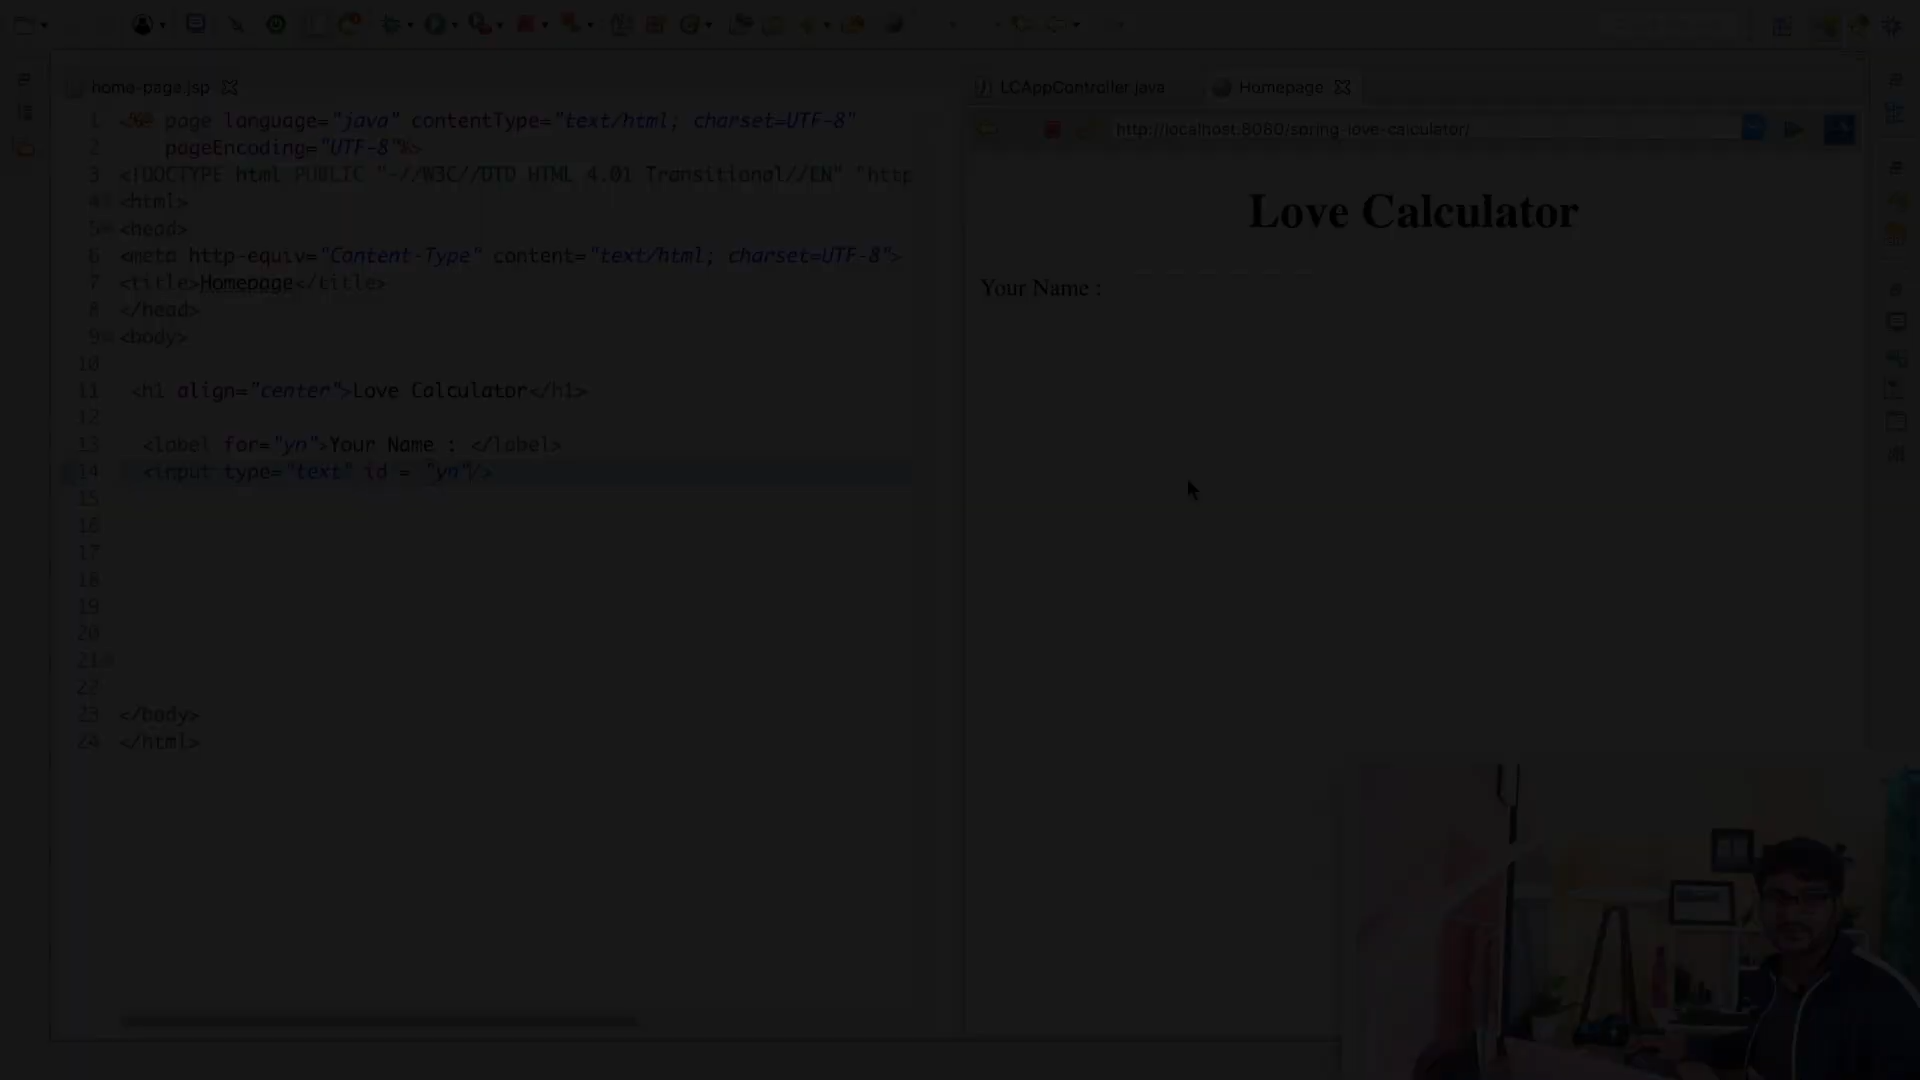 home-page.jsp
LCAppController.java
Homepage
http://localhost:8080/spring-love-calculator/
1 <%@ page language="java" contentType="text/html; charset=UTF-8"
2 pageEncoding="UTF-8"%>
3 <!DOCTYPE html PUBLIC "-//W3C//DTD HTML 4.01 Transitional//EN" "http
4 <html>
5 <head>
6 <meta http-equiv="Content-Type" content="text/html; charset=UTF-8">
7 <title>Homepage</title>
8 </head>
9 <body>
10
11 <h1 align="center">Love Calculator</h1>
12
13 <label for="yn">Your Name : </label>
14 <input type="text" id = "yn"/>
15
16
17
18
19
20
21
22
23 </body>
24 </html>
Love Calculator
Your Name :